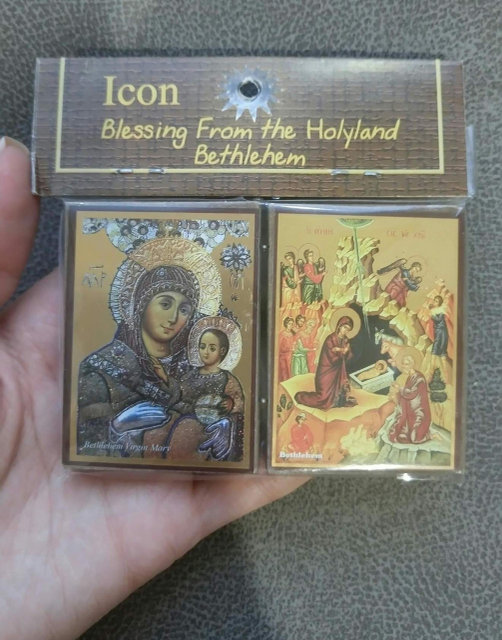 Icon
Blessing From the Holyland
Bethlehem
Bethlehem Virgin Mary
Bethlehem